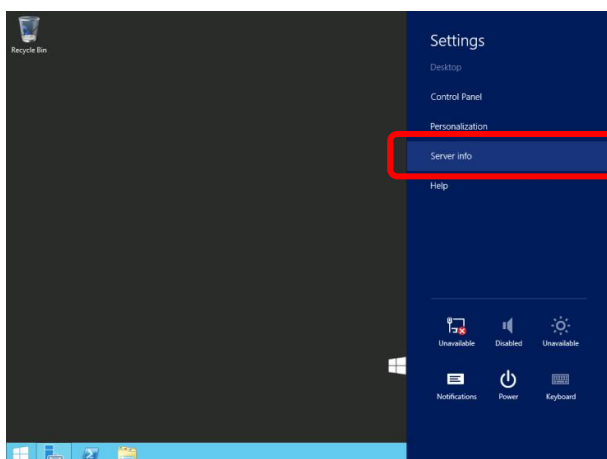 Recycle Bin
Settings
Desktop
Control Panel
Personalization
Server info
Help
Unavailable
Disabled
Unavailable
Notifications
Power
Keyboard